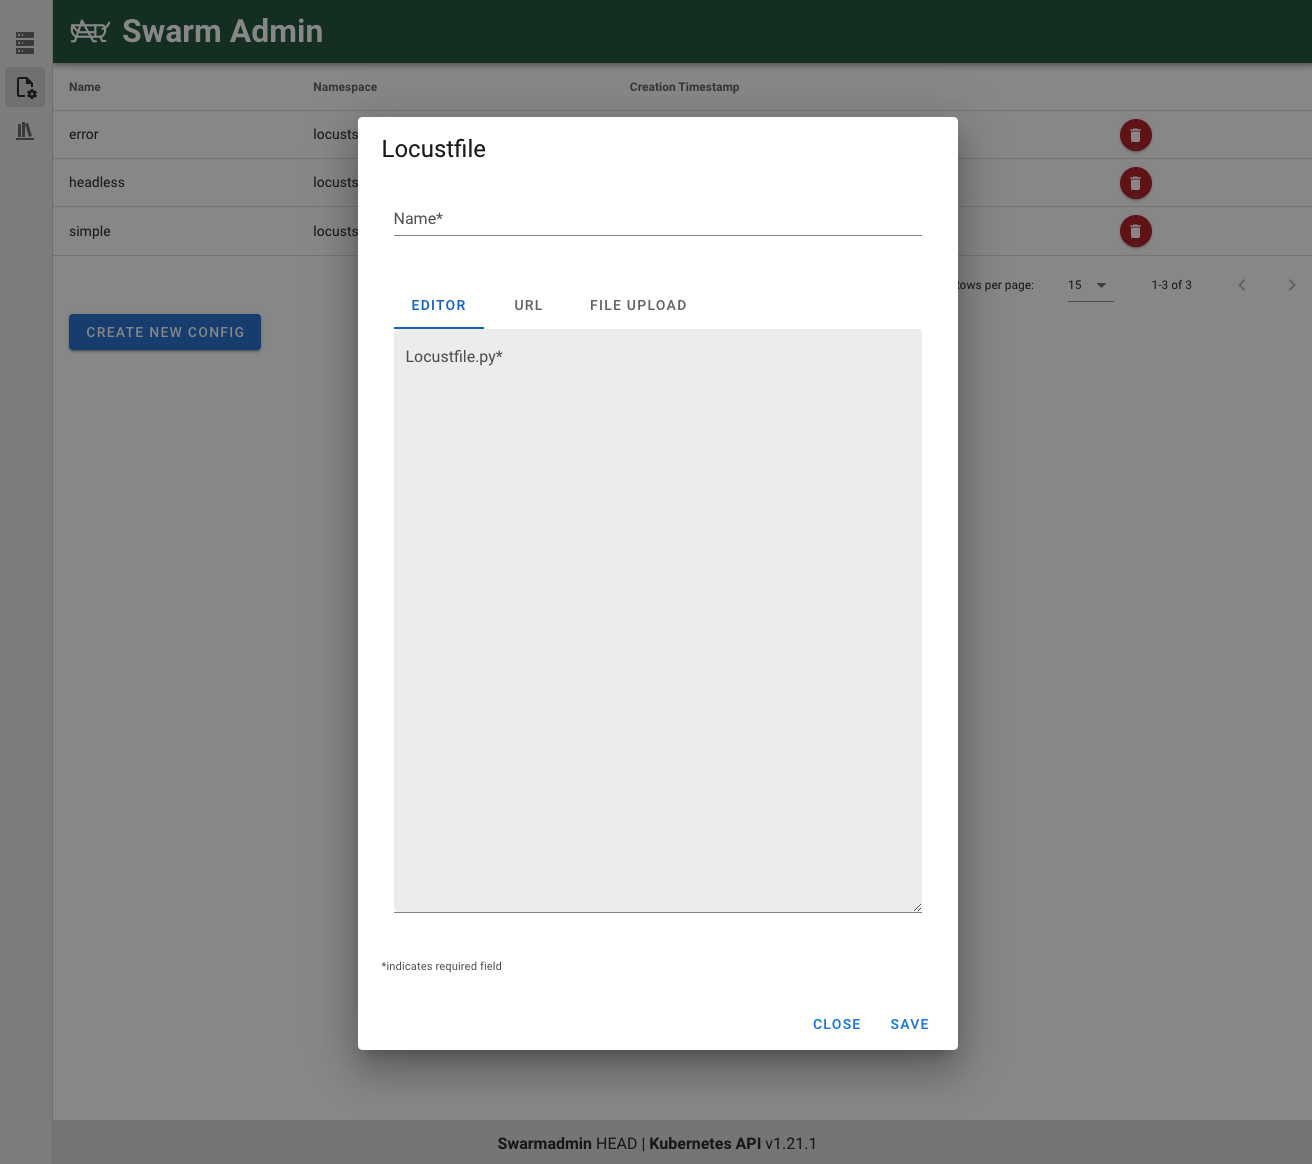 Swarm Admin
Name Namespace Creation Timestamp
error locusts
headless locusts
simple locusts
rows per page: 15 1-3 of 3
CREATE NEW CONFIG
Locustfile
Name*
EDITOR URL FILE UPLOAD
Locustfile.py*
*indicates required field
CLOSE SAVE
Swarmadmin HEAD | Kubernetes API v1.21.1